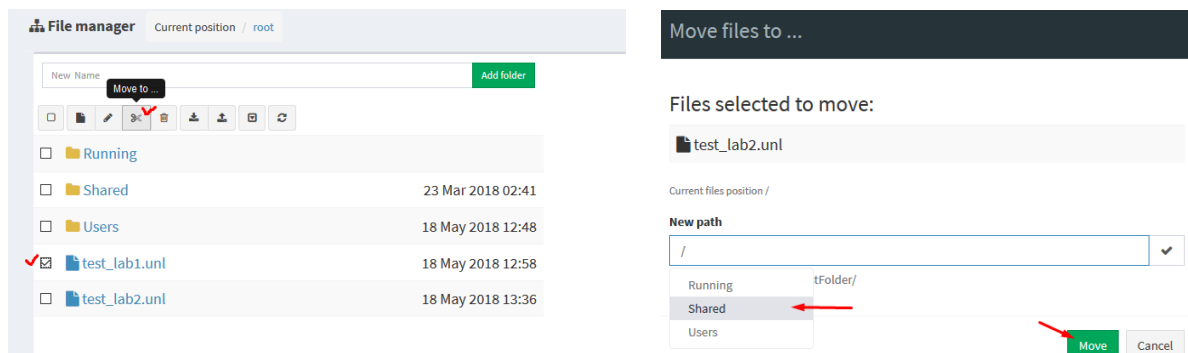 File manager Current position / root
New Name
Add folder
Move to ...
Running
Shared 23 Mar 2018 02:41
Users 18 May 2018 12:48
test_lab1.unl 18 May 2018 12:58
test_lab2.unl 18 May 2018 13:36
Move files to ...
Files selected to move:
test_lab2.unl
Current files position /
New path
/
tFolder/
Running
Shared
Users
Move Cancel